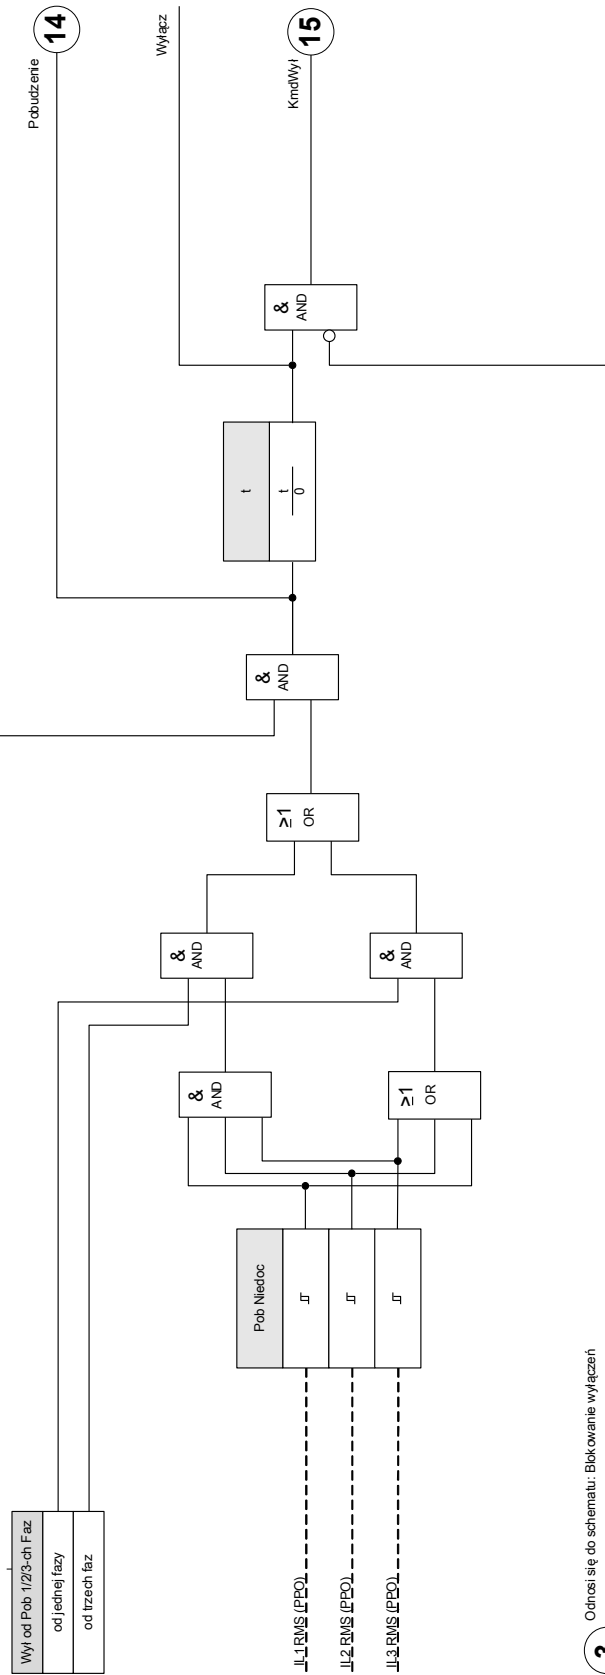 Wył od Pob 1/2/3-ch Faz
od jednej fazy
od trzech faz
IL1 RMS (PPO)
IL2 RMS (PPO)
IL3 RMS (PPO)
Pob Niedoc
&
AND
≥1
OR
&
AND
&
AND
≥1
OR
&
AND
t
t
0
&
AND
Pobudzenie
14
Wyłącz
KmdWył
15
Odnosi się do schematu: Blokowanie wyłączeń